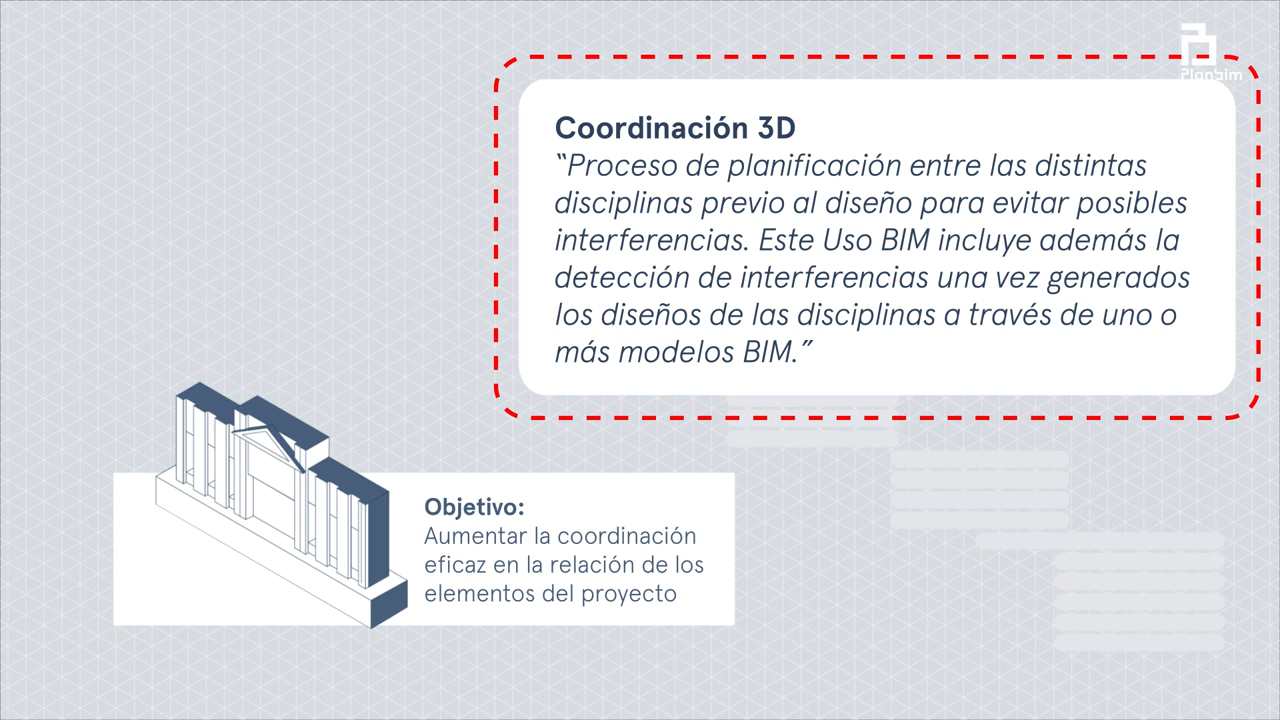 Planbim
Coordinación 3D
“Proceso de planificación entre las distintas
disciplinas previo al diseño para evitar posibles
interferencias. Este Uso BIM incluye además la
detección de interferencias una vez generados
los diseños de las disciplinas a través de uno o
más modelos BIM.”
Objetivo:
Aumentar la coordinación
eficaz en la relación de los
elementos del proyecto